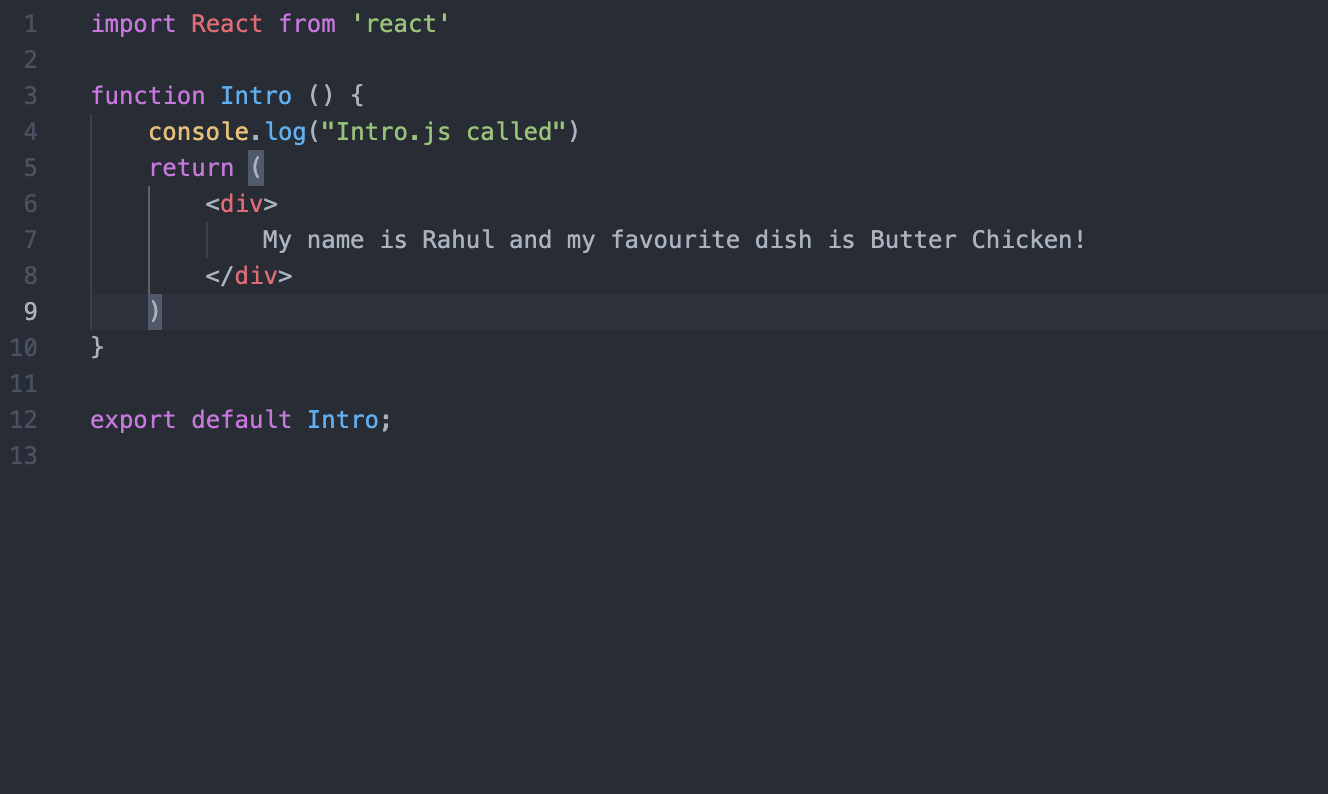 1 import React from 'react'
2
3 function Intro () {
4     console.log("Intro.js called")
5     return (
6         <div>
7             My name is Rahul and my favourite dish is Butter Chicken!
8         </div>
9     )
10 }
11
12 export default Intro;
13